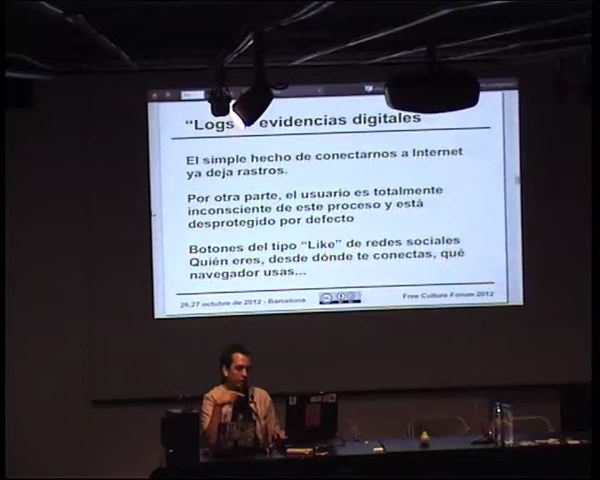 "Logs" evidencias digitales
El simple hecho de conectarnos a Internet
ya deja rastros.
Por otra parte, el usuario es totalmente
inconsciente de este proceso y está
desprotegido por defecto
Botones del tipo "Like" de redes sociales
Quién eres, desde dónde te conectas, qué
navegador usas...
26,27 octubre de 2012 - Barcelona
Free Culture Forum 2012